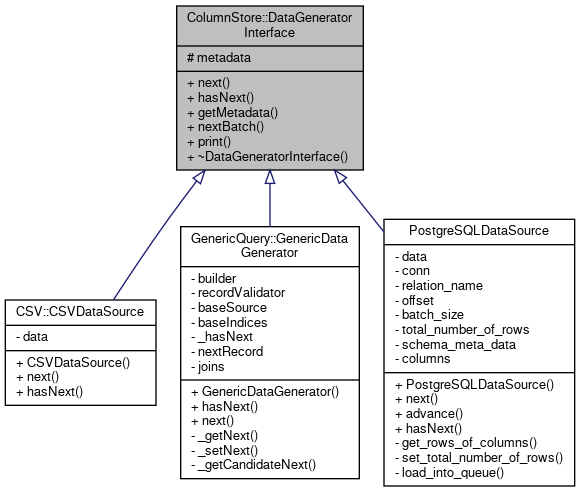 ColumnStore::DataGenerator
Interface
# metadata
+ next()
+ hasNext()
+ getMetadata()
+ nextBatch()
+ print()
+ ~DataGeneratorInterface()
CSV::CSVDataSource
- data
+ CSVDataSource()
+ next()
+ hasNext()
GenericQuery::GenericData
Generator
- builder
- recordValidator
- baseSource
- baseIndices
- _hasNext
- nextRecord
- joins
+ GenericDataGenerator()
+ hasNext()
+ next()
- _getNext()
- _setNext()
- _getCandidateNext()
PostgreSQLDataSource
- data
- conn
- relation_name
- offset
- batch_size
- total_number_of_rows
- schema_meta_data
- columns
+ PostgreSQLDataSource()
+ next()
+ advance()
+ hasNext()
- get_rows_of_columns()
- set_total_number_of_rows()
- load_into_queue()